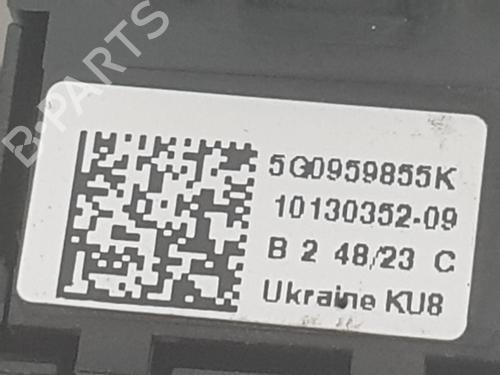 B-PARTS
5G0959855K
10130352-09
B 2 48/23 C
Ukraine KU8